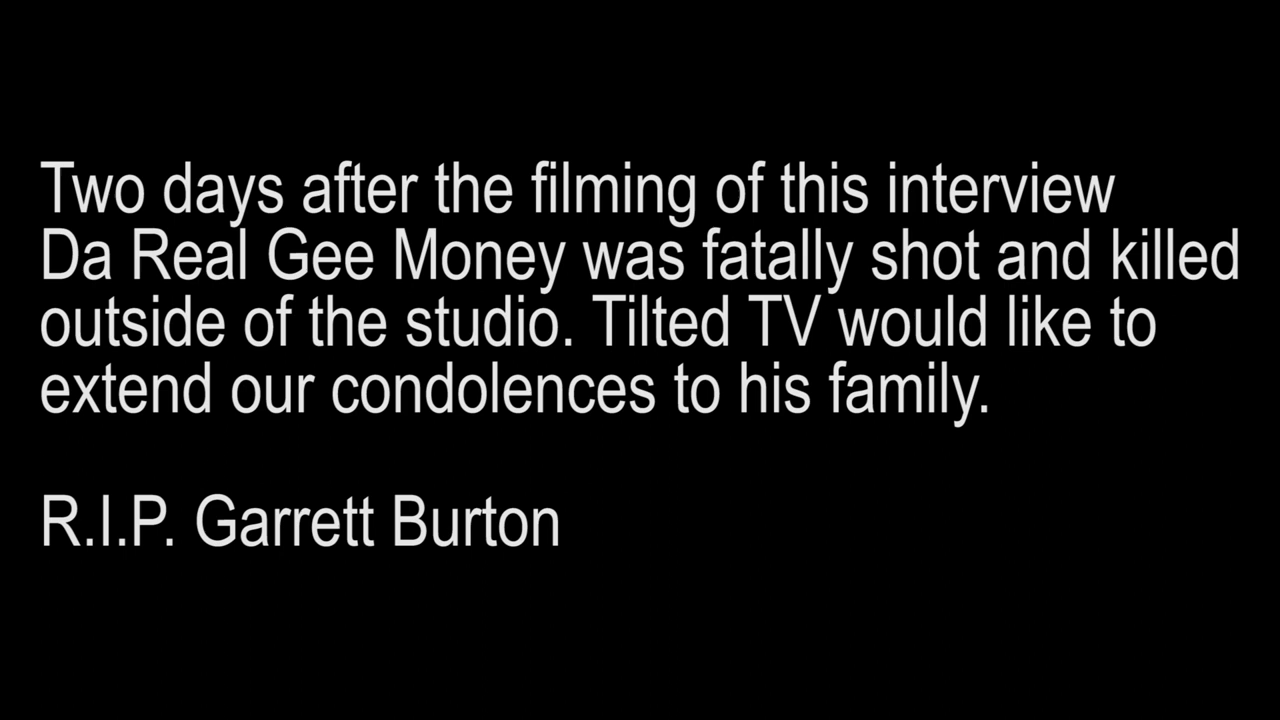 Two days after the filming of this interview
Da Real Gee Money was fatally shot and killed
outside of the studio. Tilted TV would like to
extend our condolences to his family.
R.I.P. Garrett Burton